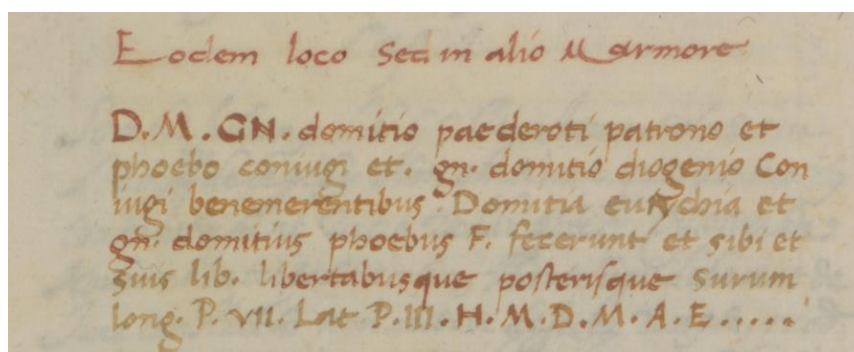 Eodem loco sed in alio Marmore
D.M. GN. domitio paederoti patrono et
phoebo coniugi et. gn. domitio diogenio Con
iugi benemerentibus. Domitia eutychia et
gn. domitius phoebus F. fecerunt et sibi et
suis lib. libertabusque posterisque surum
long. P. VII. Lat P. III. H. M. D. M. A. E.....